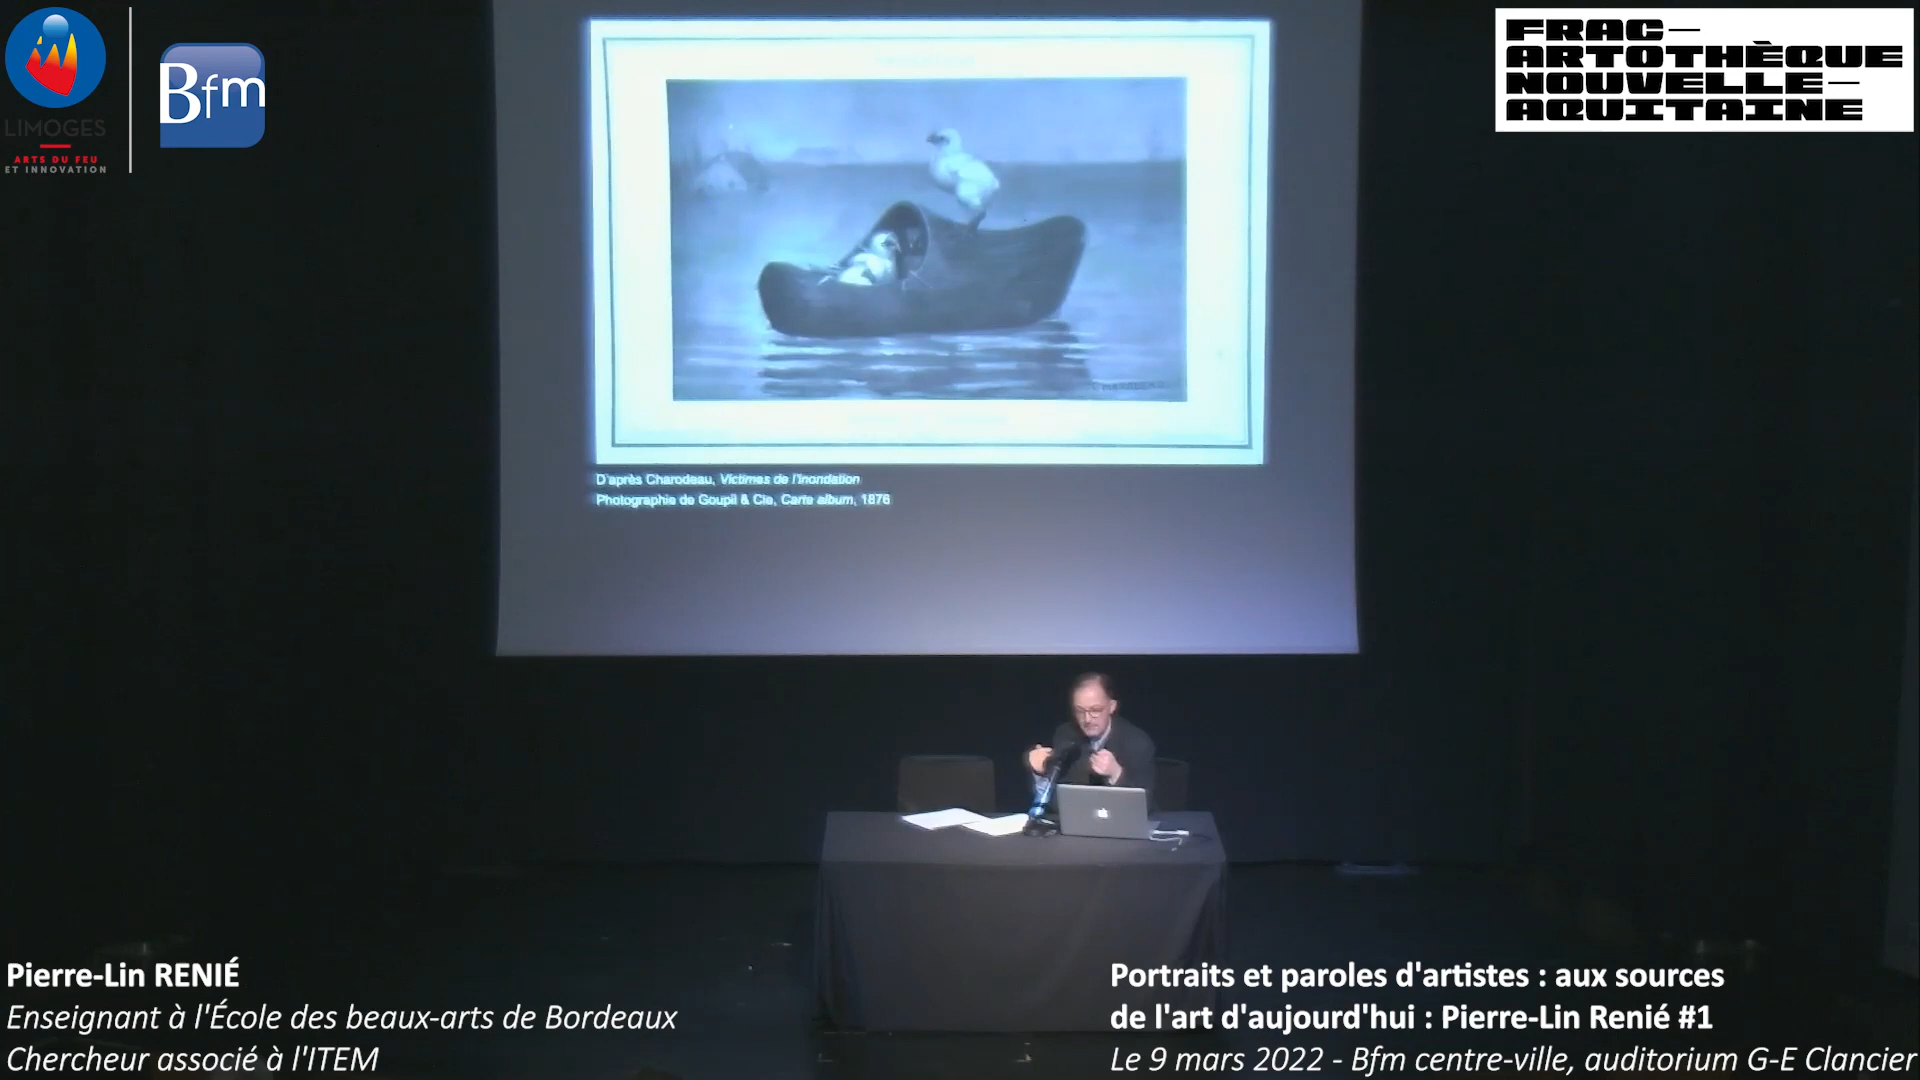 LIMOGES
ARTS DU FEU
ET INNOVATION
Bfm
FRAC—
ARTOTHÈQUE
NOUVELLE—
AQUITAINE
D'après Charodeau, Victimes de l'inondation
Photographie de Goupil & Cie, Carte album, 1876
Pierre-Lin RENIÉ
Enseignant à l'École des beaux-arts de Bordeaux
Chercheur associé à l'ITEM
Portraits et paroles d'artistes : aux sources
de l'art d'aujourd'hui : Pierre-Lin Renié #1
Le 9 mars 2022 - Bfm centre-ville, auditorium G-E Clancier